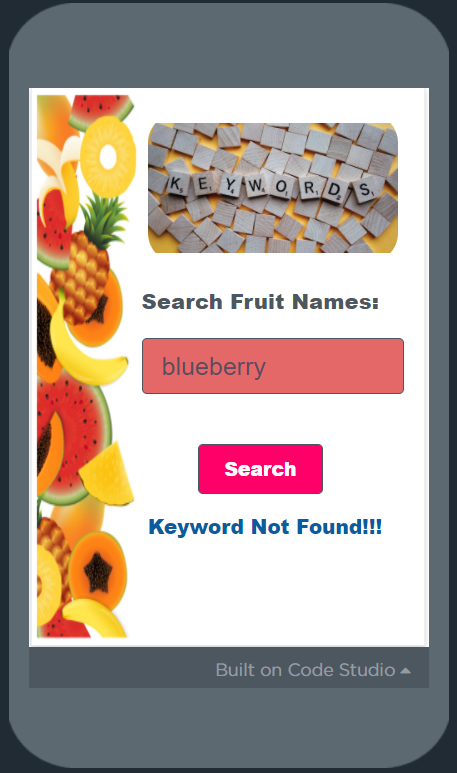 KEYWORDS
Search Fruit Names:
blueberry
Search
Keyword Not Found!!!
Built on Code Studio